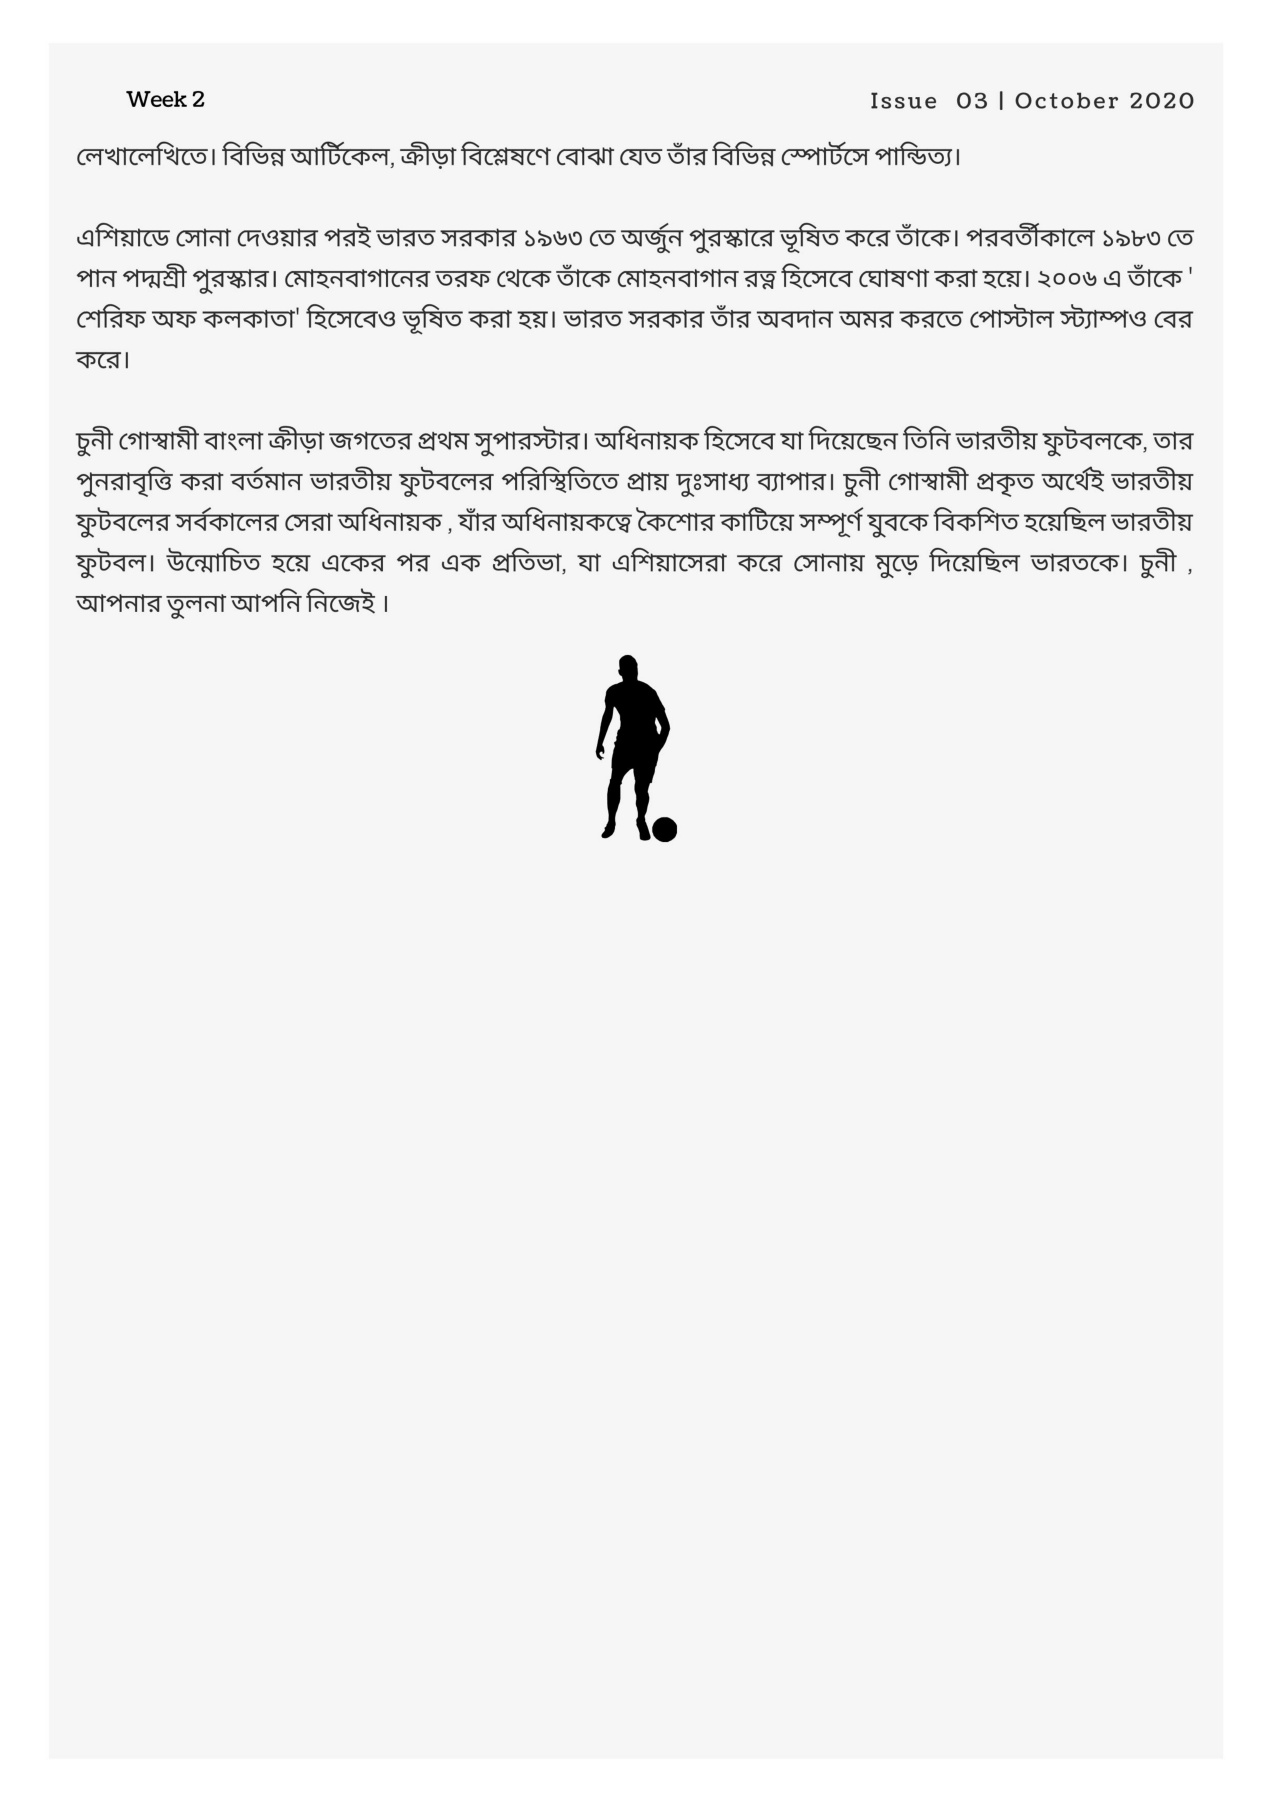 Week 2
Issue 03 | October 2020
লেখালেখিতে। বিভিন্ন আর্টিকেল, ক্রীড়া বিশ্লেষণে বোঝা যেত তাঁর বিভিন্ন স্পোর্টসে পান্ডিত্য।
এশিয়াডে সোনা দেওয়ার পরই ভারত সরকার ১৯৬৩ তে অর্জুন পুরস্কারে ভূষিত করে তাঁকে। পরবর্তীকালে ১৯৮৩ তে
পান পদ্মশ্রী পুরস্কার। মোহনবাগানের তরফ থেকে তাঁকে মোহনবাগান রত্ন হিসেবে ঘোষণা করা হয়ে। ২০০৬ এ তাঁকে '
শেরিফ অফ কলকাতা' হিসেবেও ভূষিত করা হয়। ভারত সরকার তাঁর অবদান অমর করতে পোস্টাল স্ট্যাম্পও বের
করে।
চুনী গোস্বামী বাংলা ক্রীড়া জগতের প্রথম সুপারস্টার। অধিনায়ক হিসেবে যা দিয়েছেন তিনি ভারতীয় ফুটবলকে, তার
পুনরাবৃত্তি করা বর্তমান ভারতীয় ফুটবলের পরিস্থিতিতে প্রায় দুঃসাধ্য ব্যাপার। চুনী গোস্বামী প্রকৃত অর্থেই ভারতীয়
ফুটবলের সর্বকালের সেরা অধিনায়ক , যাঁর অধিনায়কত্বে কৈশোর কাটিয়ে সম্পূর্ণ যুবকে বিকশিত হয়েছিল ভারতীয়
ফুটবল। উন্মোচিত হয়ে একের পর এক প্রতিভা, যা এশিয়াসেরা করে সোনায় মুড়ে দিয়েছিল ভারতকে। চুনী ,
আপনার তুলনা আপনি নিজেই ।